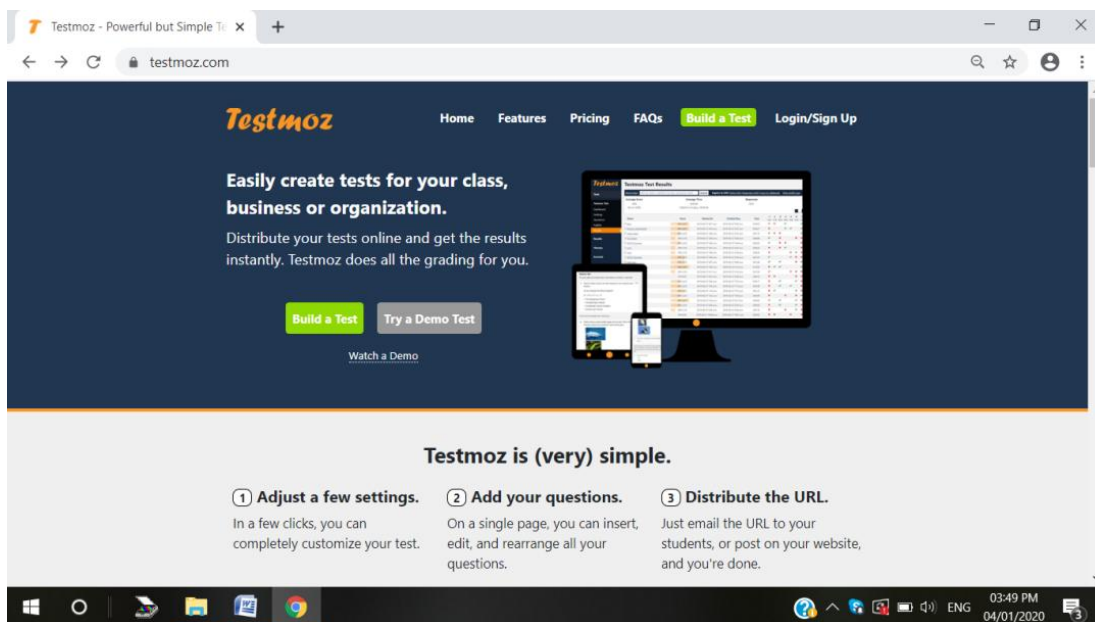 Testmoz - Powerful but Simple Te
testmoz.com
Testmoz
Home Features Pricing FAQs Build a Test Login/Sign Up
Easily create tests for your class,
business or organization.
Distribute your tests online and get the results
instantly. Testmoz does all the grading for you.
Build a Test Try a Demo Test
Watch a Demo
Testmoz
Testmoz Test Results
Testmoz is (very) simple.
1 Adjust a few settings.
In a few clicks, you can
completely customize your test.
2 Add your questions.
On a single page, you can insert,
edit, and rearrange all your
questions.
3 Distribute the URL.
Just email the URL to your
students, or post on your website,
and you're done.
ENG
03:49 PM
04/01/2020
3